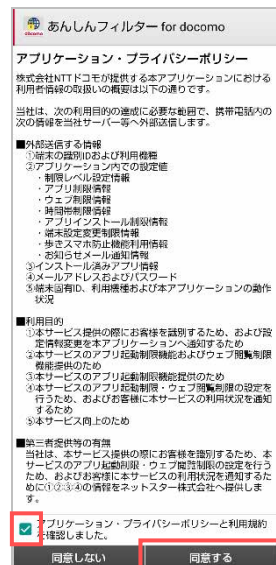 あんしんフィルター for docomo
アプリケーション・プライバシーポリシー
株式会社NTTドコモが提供する本アプリケーションにおける
利用者情報の取扱いの概要は以下の通りです。
当社は、次の利用目的の達成に必要な範囲で、携帯電話内の
次の情報を当社サーバー等へ外部送信します。
■外部送信する情報
①端末の識別IDおよび利用機種
②アプリケーション内での設定値
・制限レベル設定情報
・アプリ制限情報
・ウェブ制限情報
・時間帯制限情報
・アプリインストール制限情報
・端末設定変更制限情報
・歩きスマホ防止機能利用情報
・お知らせメール通知情報
③インストール済みアプリ情報
④メールアドレスおよびパスワード
⑤端末固有ID、利用機種および本アプリケーションの動作
状況
■利用目的
①本サービス提供の際にお客様を識別するため、および設
定情報変更を本アプリケーションへ通知するため
②本サービスのアプリ起動制限機能およびウェブ閲覧制限
機能提供のため
③本サービスのアプリ起動制限機能提供のため
④本サービスのアプリ起動制限・ウェブ閲覧制限の設定を
行うため、およびお客様に本サービスの利用状況を通知
するため
⑤本サービス向上のため
■第三者提供等の有無
当社は、本サービス提供の際にお客様を識別するため、本
サービスのアプリ起動制限・ウェブ閲覧制限の設定を行う
ため、およびお客様に本サービスの利用状況を通知するた
めに①②③④の情報をネットスター株式会社へ提供しま
す。
アプリケーション・プライバシーポリシーと利用規約
を確認しました。
同意しない
同意する